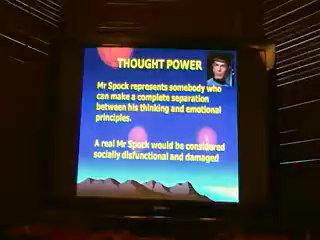 THOUGHT POWER
Mr Spock represents somebody who
can make a complete separation
between his thinking and emotional
principles.
A real Mr Spock would be considered
socially disfunctional and damaged